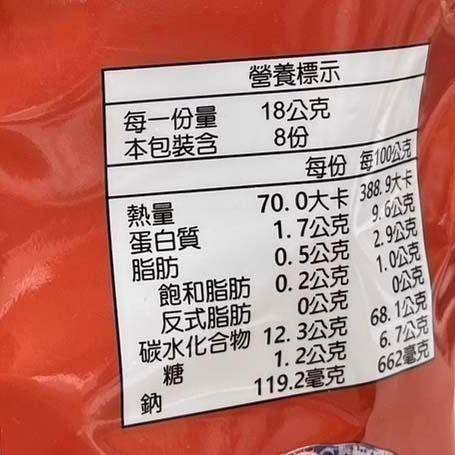 營養標示
每一份量 18公克
本包裝含 8份
每份 每100公克
熱量 70.0大卡 388.9大卡
蛋白質 1.7公克 9.6公克
脂肪 0.5公克 2.9公克
飽和脂肪 0.2公克 1.0公克
反式脂肪 0公克 0公克
碳水化合物 12.3公克 68.1公克
糖 1.2公克 6.7公克
鈉 119.2毫克 662毫克